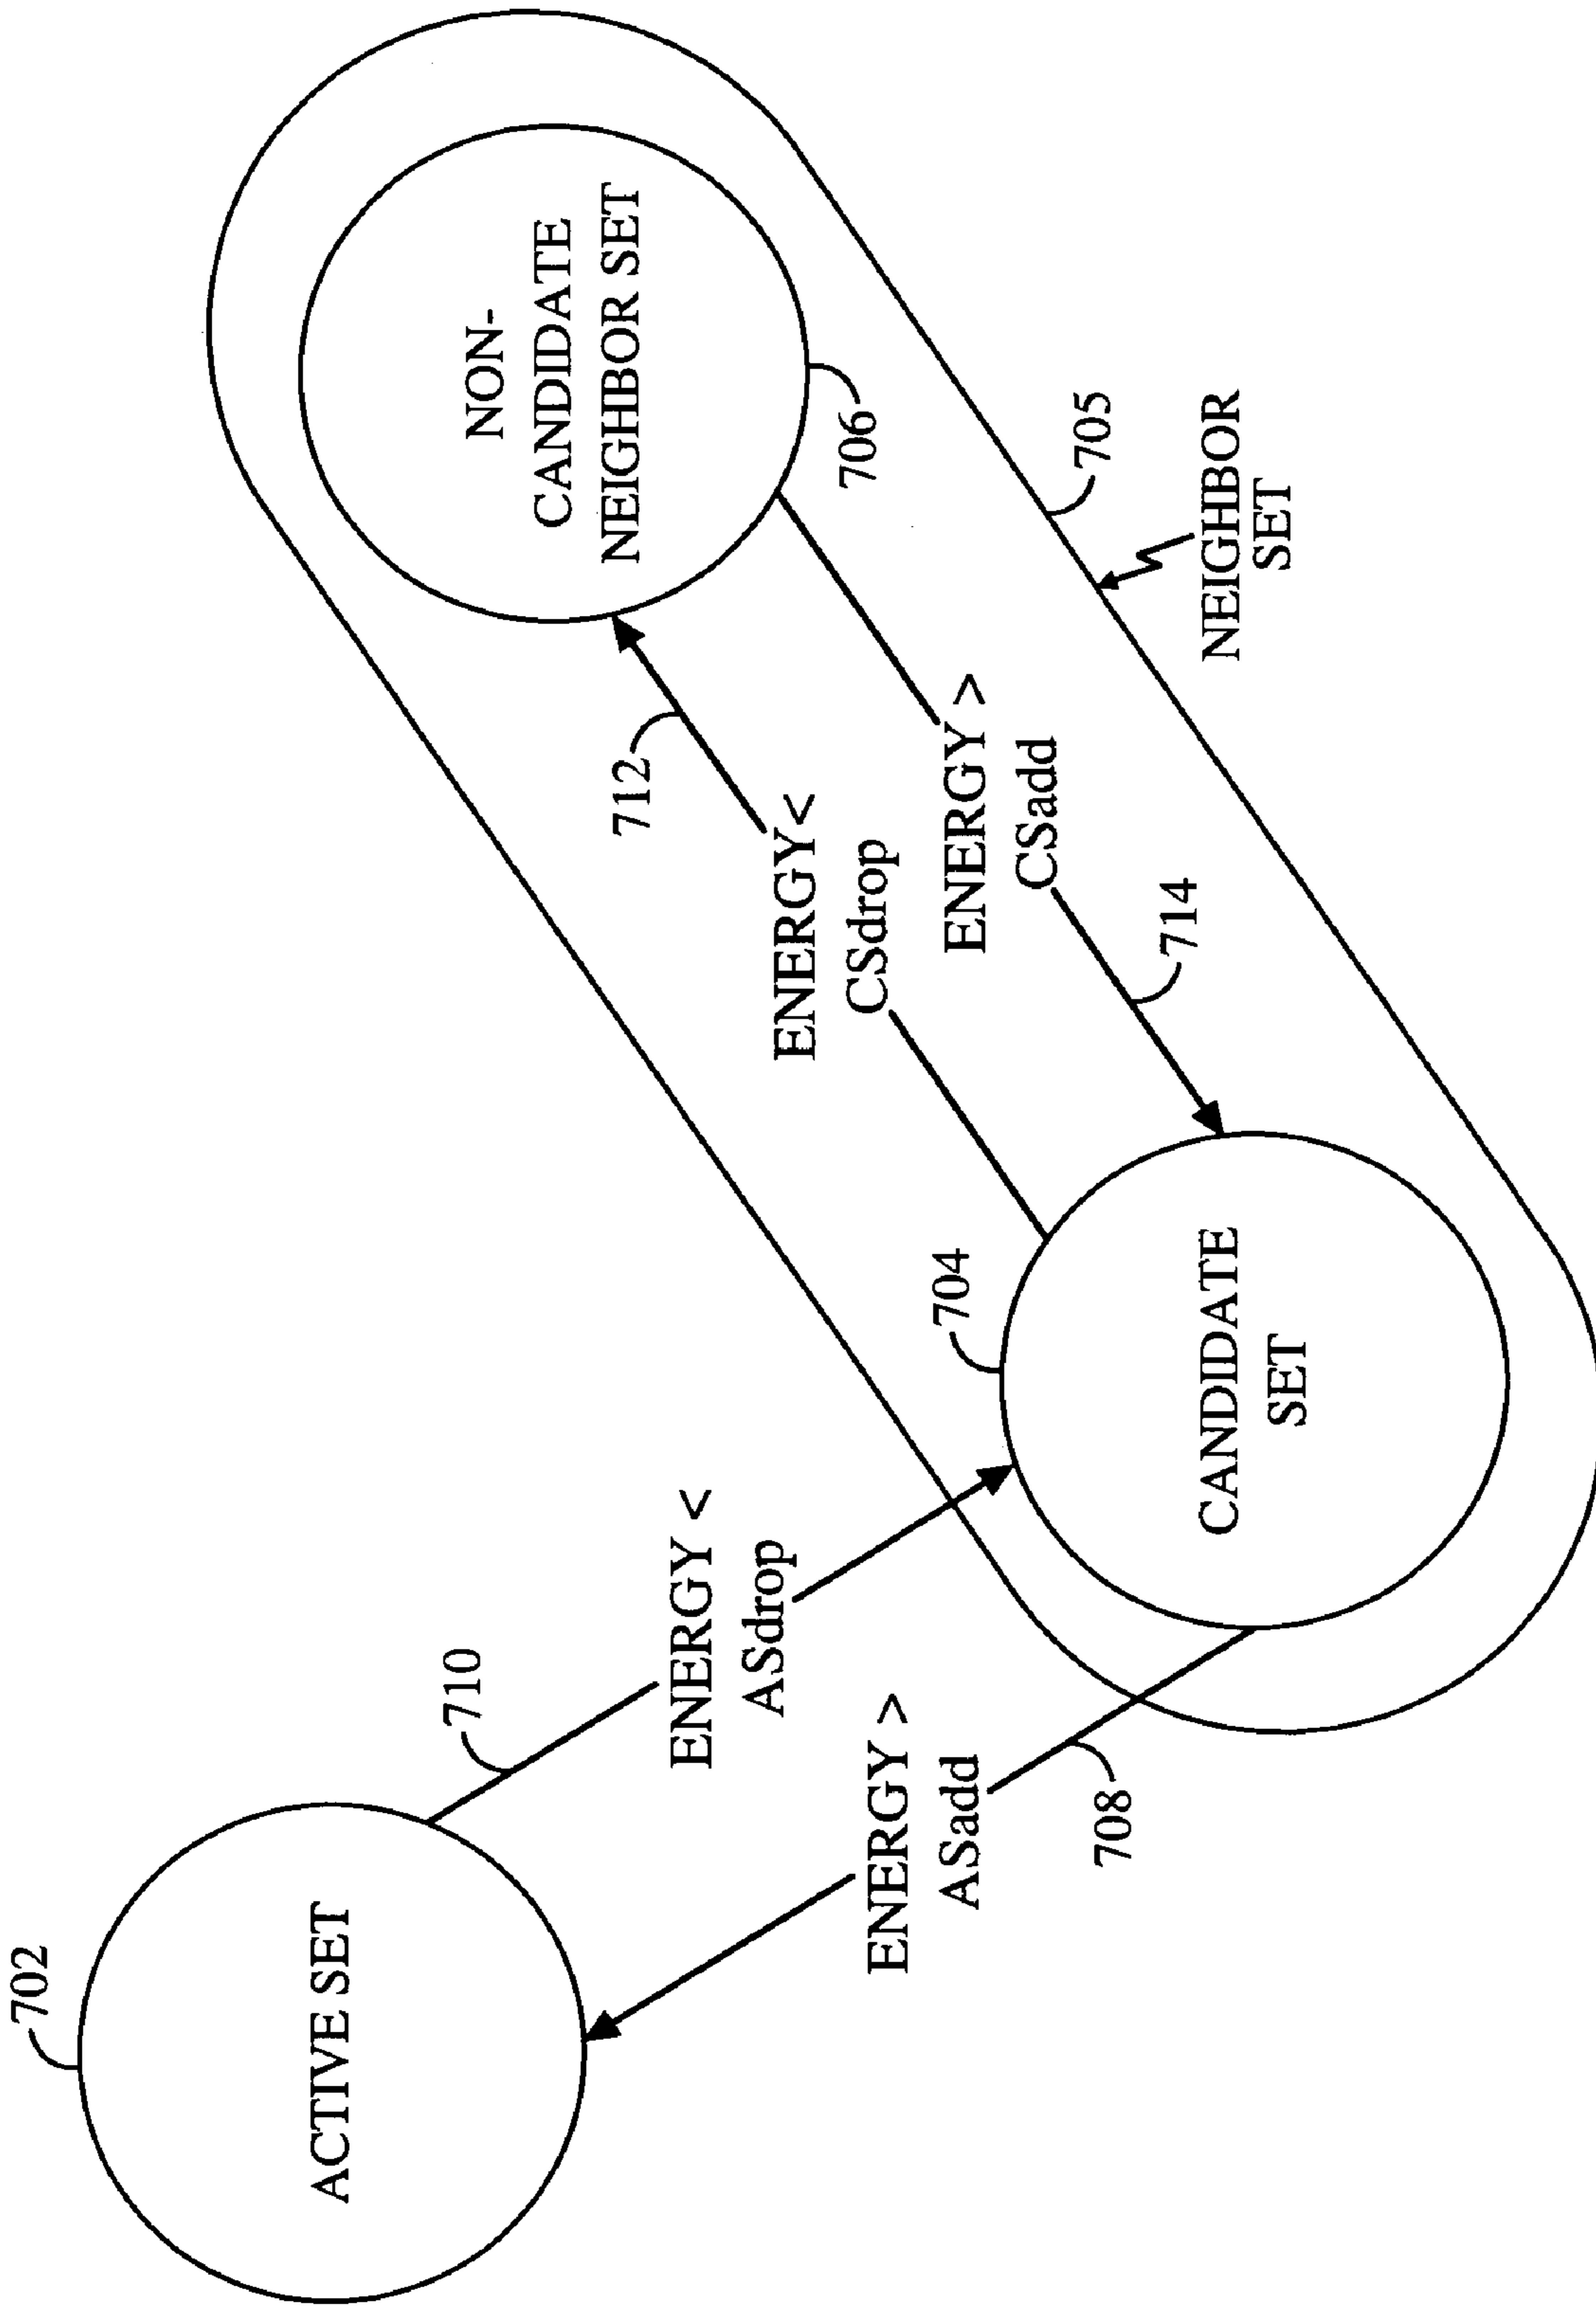 702
ACTIVE SET
710
ENERGY <
ASdrop
ENERGY >
ASadd
708
704
CANDIDATE
SET
712
ENERGY<
CSdrop
ENERGY >
CSadd
714
NON-
CANDIDATE
NEIGHBOR SET
706
705
NEIGHBOR
SET